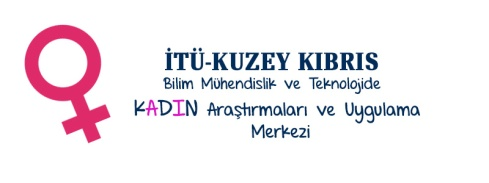 İTÜ-KUZEY KIBRIS
Bilim Mühendislik ve Teknolojide
KADIN Araştırmaları ve Uygulama
Merkezi